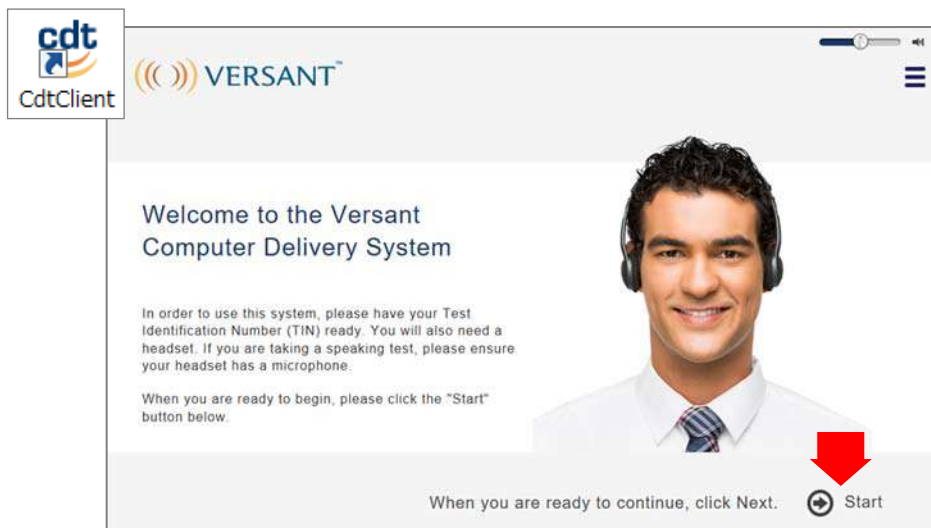 cdt
CdtClient
((( ))) VERSANT™
Welcome to the Versant
Computer Delivery System
In order to use this system, please have your Test
Identification Number (TIN) ready. You will also need a
headset. If you are taking a speaking test, please ensure
your headset has a microphone.
When you are ready to begin, please click the "Start"
button below.
When you are ready to continue, click Next.
Start